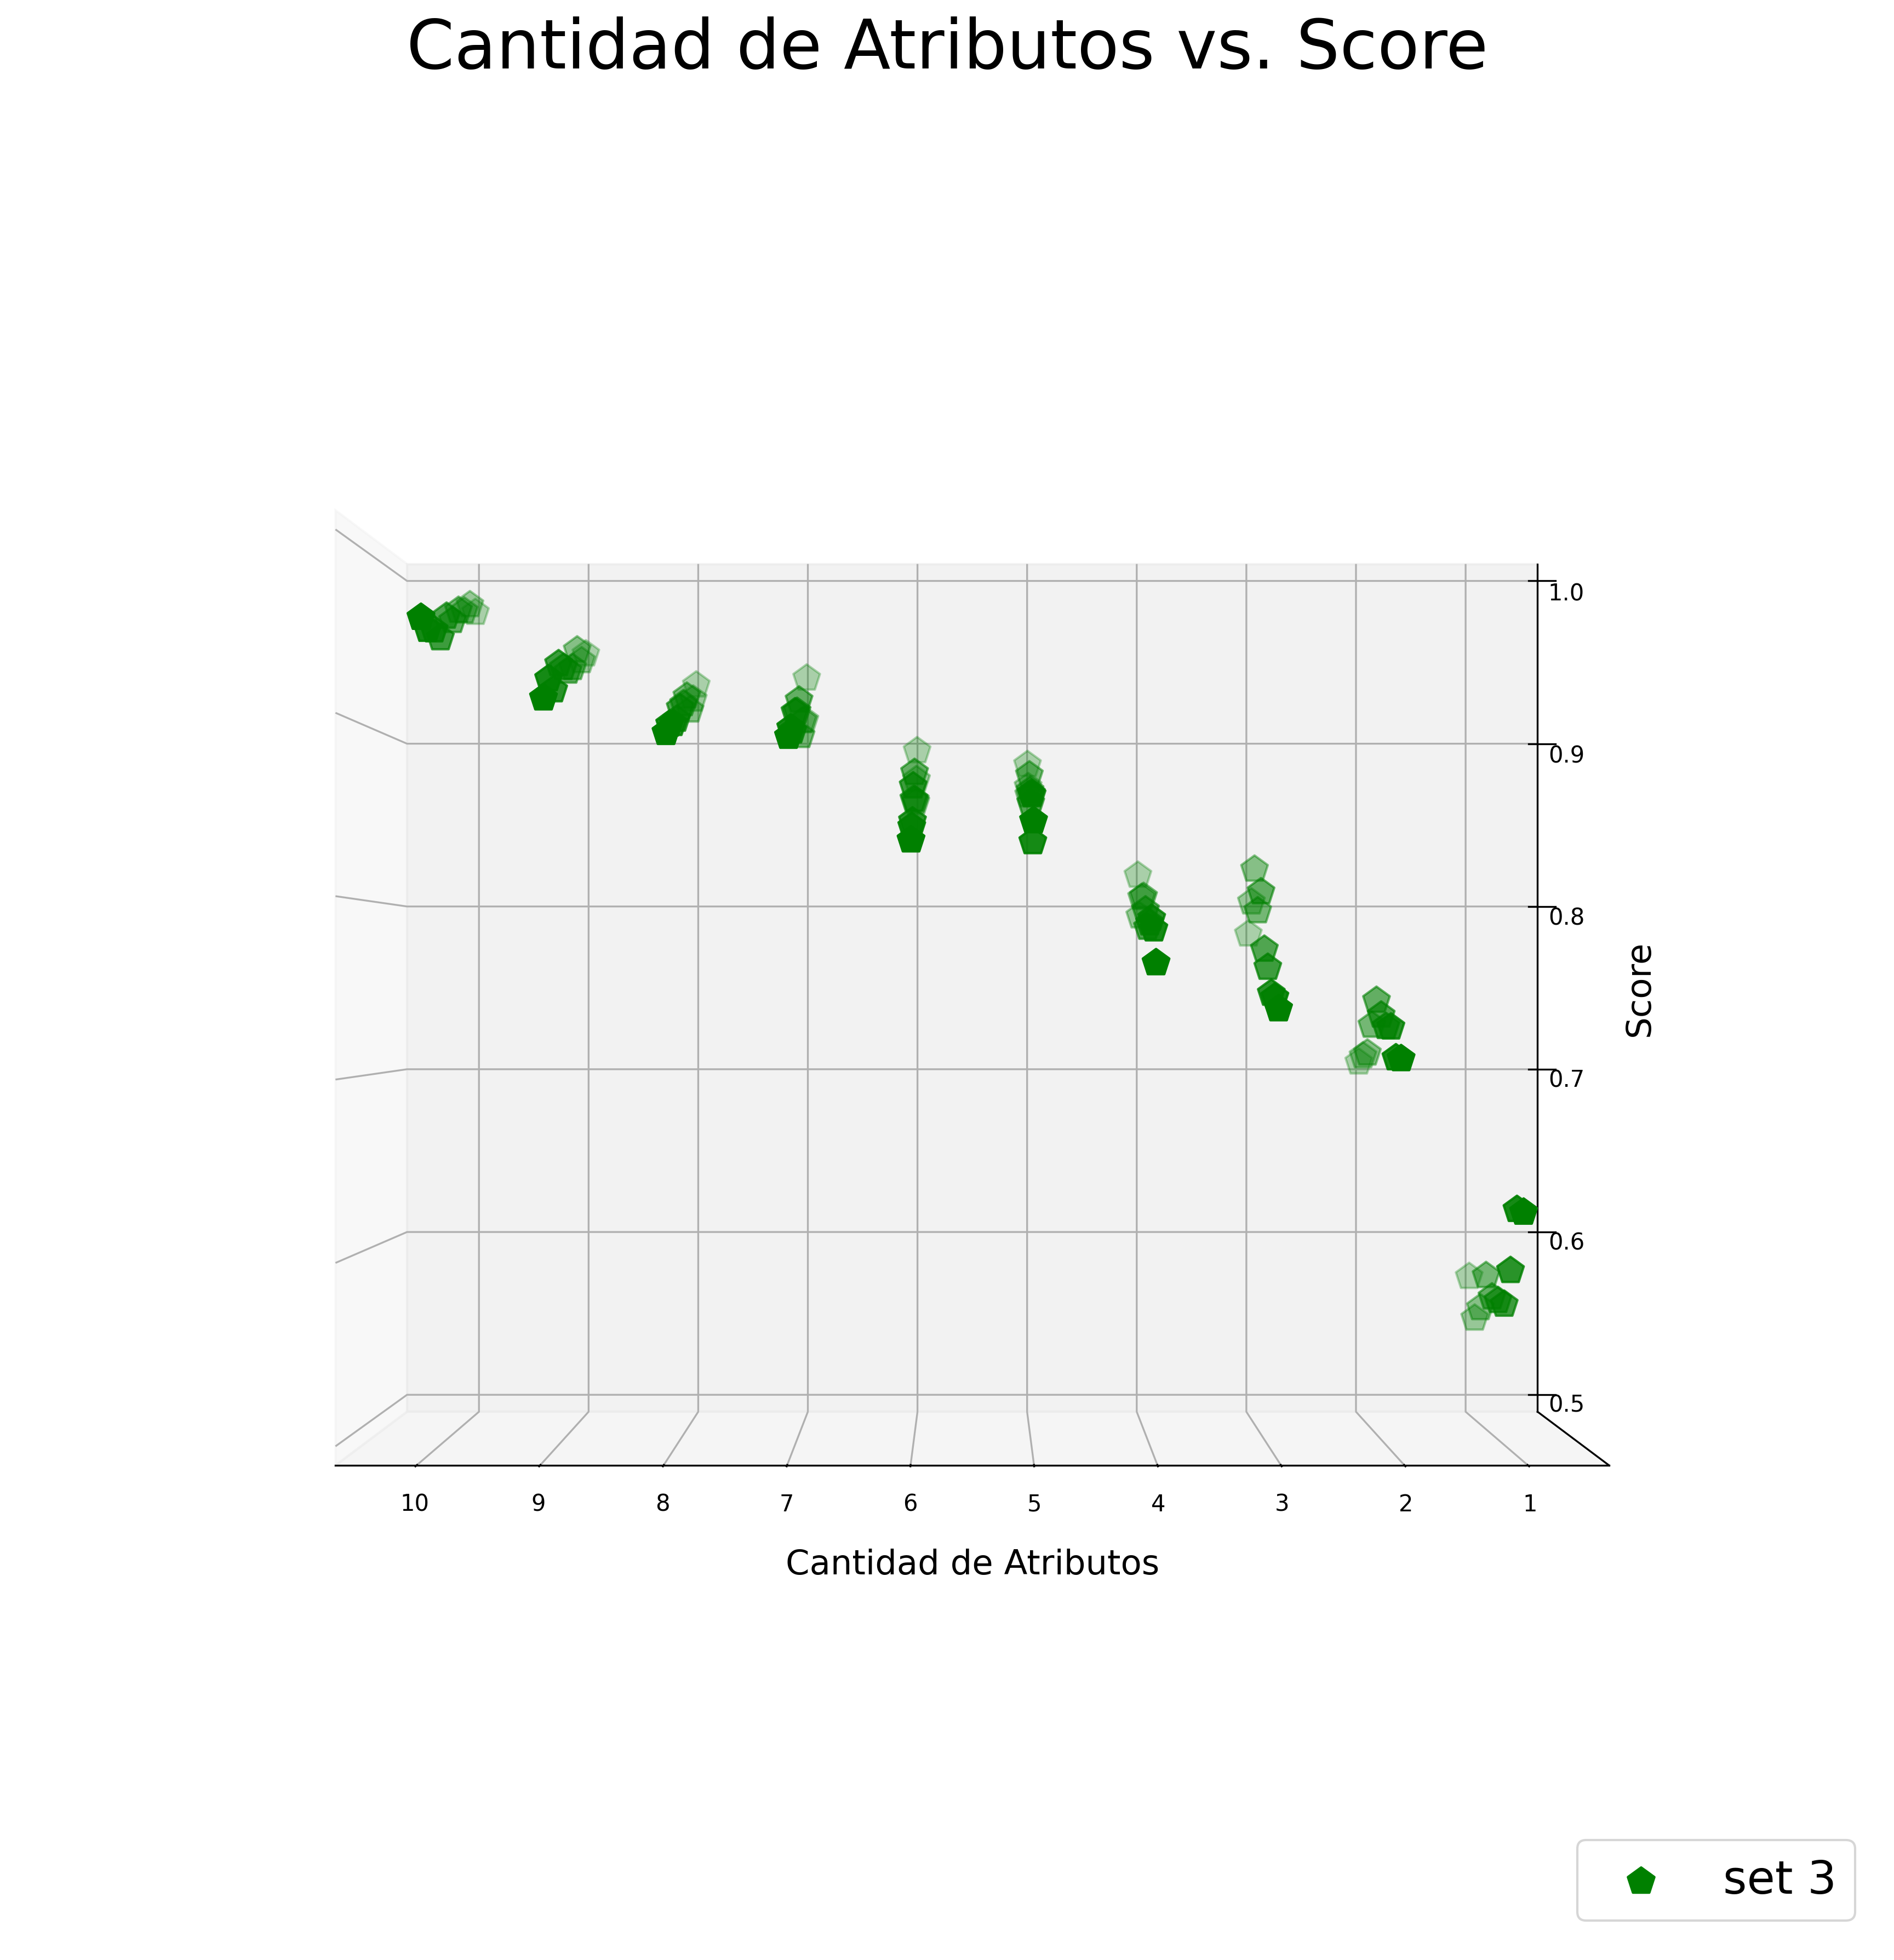 Cantidad de Atributos vs. Score
1.0
0.9
0.8
0.7
0.6
0.5
Score
10 9 8 7 6 5 4 3 2 1
Cantidad de Atributos
set 3